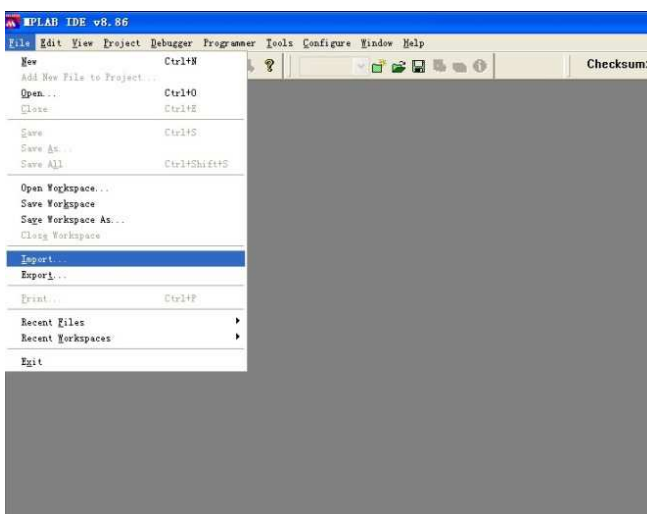 MPLAB IDE v8.86
File Edit View Project Debugger Programmer Tools Configure Window Help
Checksum:
New Ctrl+N
Add New File to Project...
Open... Ctrl+O
Close Ctrl+E
Save Ctrl+S
Save As...
Save All Ctrl+Shift+S
Open Workspace...
Save Workspace
Save Workspace As...
Close Workspace
Import...
Export...
Print... Ctrl+P
Recent Files
Recent Workspaces
Exit